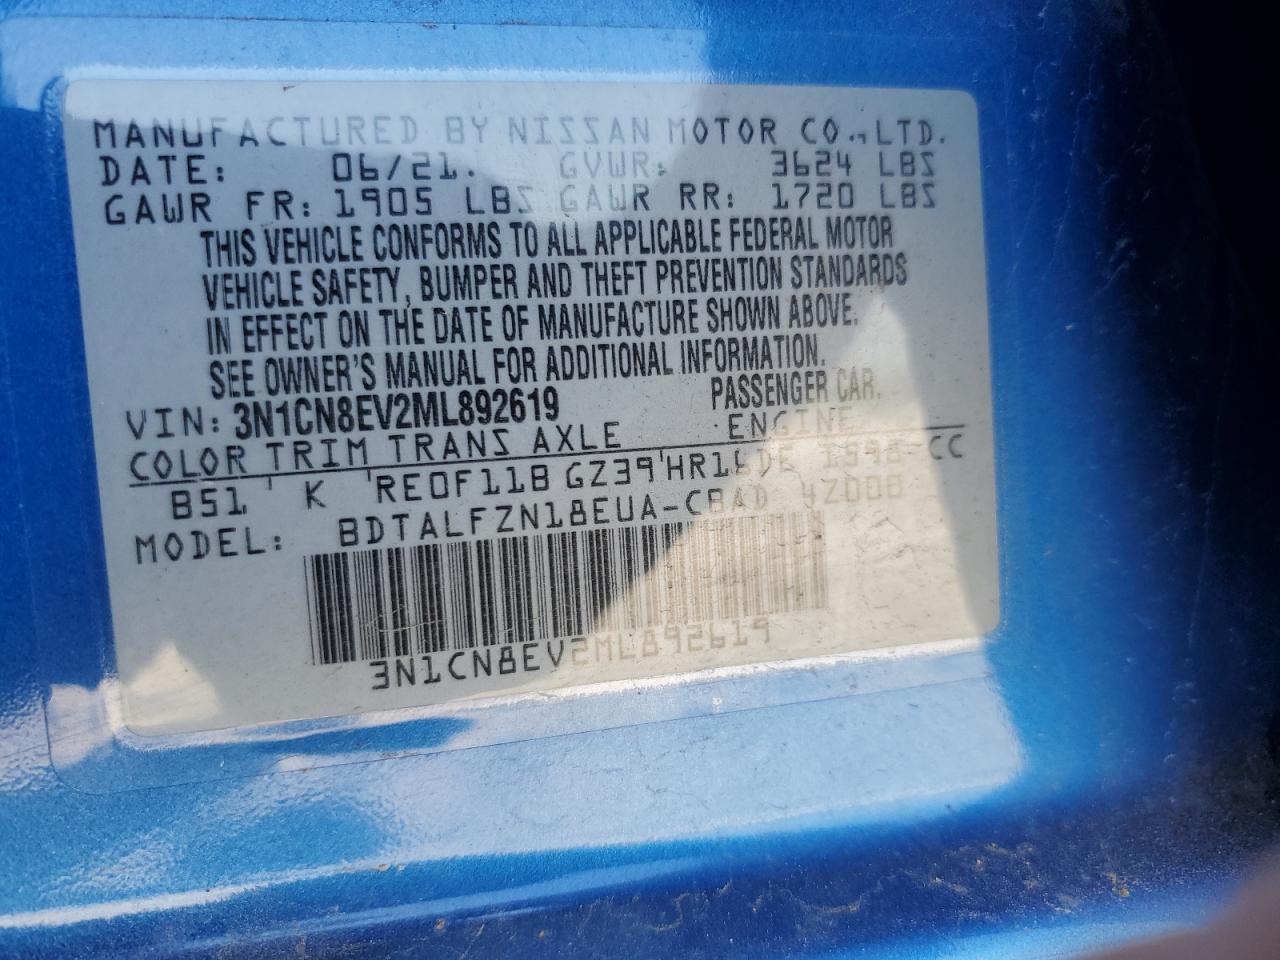 MANUFACTURED BY NISSAN MOTOR CO., LTD.
DATE: 06/21. GVWR: 3624 LBS
GAWR FR: 1905 LBS GAWR RR: 1720 LBS
THIS VEHICLE CONFORMS TO ALL APPLICABLE FEDERAL MOTOR
VEHICLE SAFETY, BUMPER AND THEFT PREVENTION STANDARDS
IN EFFECT ON THE DATE OF MANUFACTURE SHOWN ABOVE.
SEE OWNER'S MANUAL FOR ADDITIONAL INFORMATION.
VIN: 3N1CN8EV2ML892619 PASSENGER CAR.
COLOR TRIM TRANS AXLE ENGINE
B51 K RE0F11B GZ39 HR16DE 1598 CC
MODEL: BDTALFZN18EUA-CBAD
3N1CN8EV2ML892619